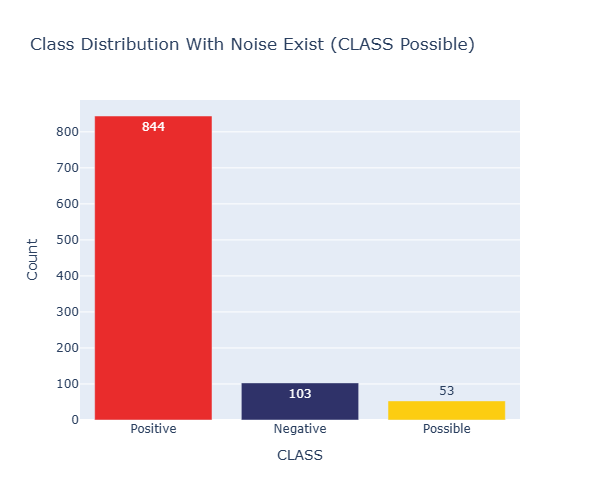 Class Distribution With Noise Exist (CLASS Possible)
844
800
700
600
500
400
300
200
100
0
Count
103
53
Positive
Negative
Possible
CLASS